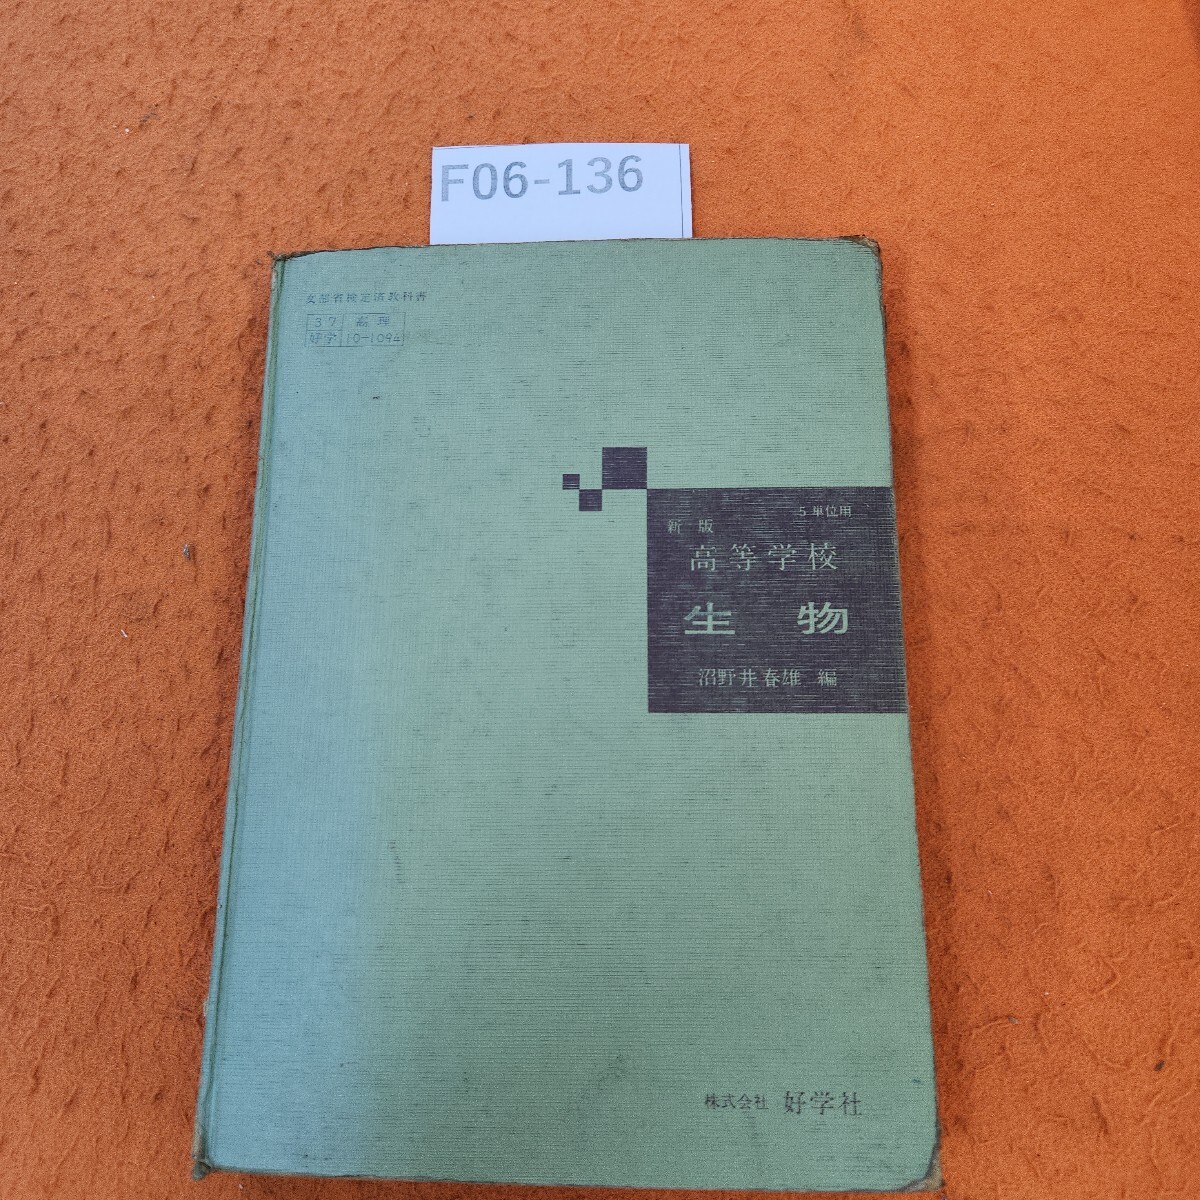 F06-136
文部省検定済教科書
37 高理
好学 10-1094
5単位用
新版
高等学校
生物
沼野井春雄 編
株式会社 好学社